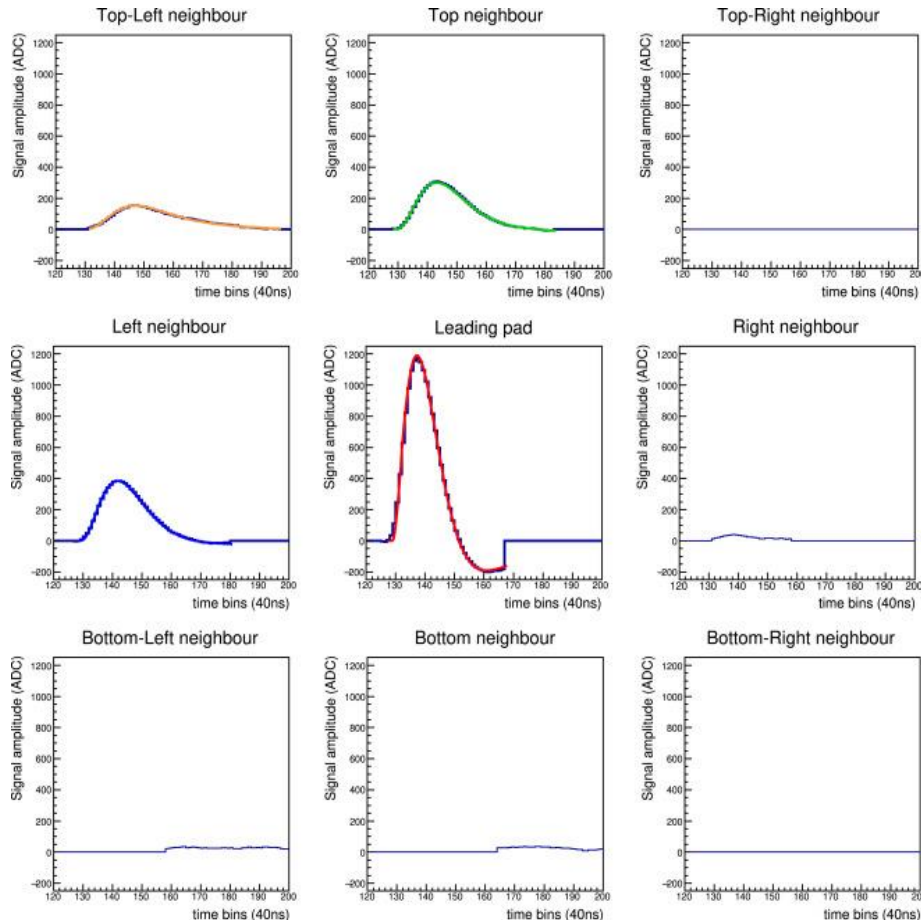 Top-Left neighbour
Top neighbour
Top-Right neighbour
Signal amplitude (ADC)
1200
1000
800
600
400
200
0
−200
120 130 140 150 160 170 180 190 200
time bins (40ns)
Signal amplitude (ADC)
1200
1000
800
600
400
200
0
−200
120 130 140 150 160 170 180 190 200
time bins (40ns)
Signal amplitude (ADC)
1200
1000
800
600
400
200
0
−200
120 130 140 150 160 170 180 190 200
time bins (40ns)
Left neighbour
Leading pad
Right neighbour
Signal amplitude (ADC)
1200
1000
800
600
400
200
0
−200
120 130 140 150 160 170 180 190 200
time bins (40ns)
Signal amplitude (ADC)
1200
1000
800
600
400
200
0
−200
120 130 140 150 160 170 180 190 200
time bins (40ns)
Signal amplitude (ADC)
1200
1000
800
600
400
200
0
−200
120 130 140 150 160 170 180 190 200
time bins (40ns)
Bottom-Left neighbour
Bottom neighbour
Bottom-Right neighbour
Signal amplitude (ADC)
1200
1000
800
600
400
200
0
−200
120 130 140 150 160 170 180 190 200
time bins (40ns)
Signal amplitude (ADC)
1200
1000
800
600
400
200
0
−200
120 130 140 150 160 170 180 190 200
time bins (40ns)
Signal amplitude (ADC)
1200
1000
800
600
400
200
0
−200
120 130 140 150 160 170 180 190 200
time bins (40ns)